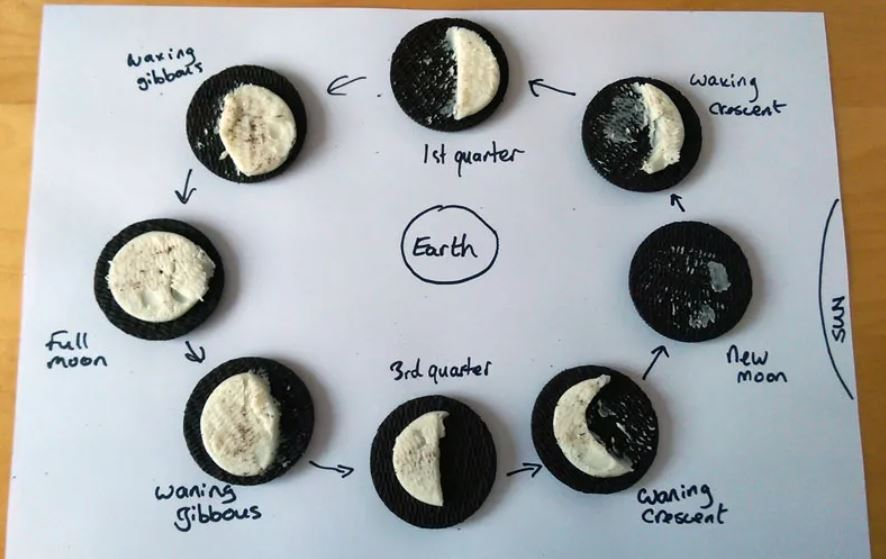 Waxing
gibbous
1st quarter
Waxing
Crescent
Earth
SUN
Full
moon
New
moon
3rd quarter
Waning
Gibbous
Waning
Crescent